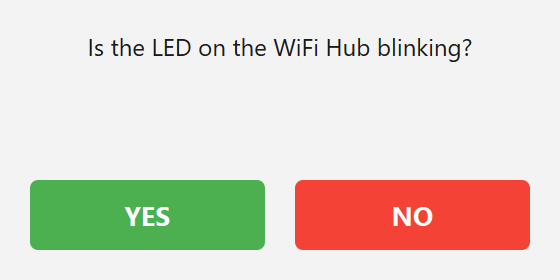 Is the LED on the WiFi Hub blinking?
YES
NO